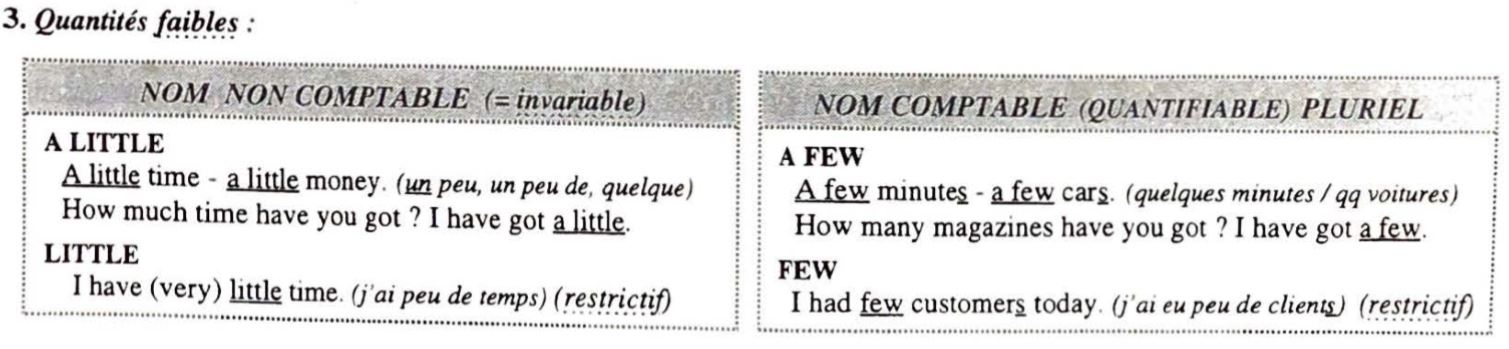 3. Quantités faibles :
NOM NON COMPTABLE (= invariable)
A LITTLE
A little time - a little money. (un peu, un peu de, quelque)
How much time have you got ? I have got a little.
LITTLE
I have (very) little time. (j'ai peu de temps) (restrictif)
NOM COMPTABLE (QUANTIFIABLE) PLURIEL
A FEW
A few minutes - a few cars. (quelques minutes / qq voitures)
How many magazines have you got ? I have got a few.
FEW
I had few customers today. (j'ai eu peu de clients) (restrictif)